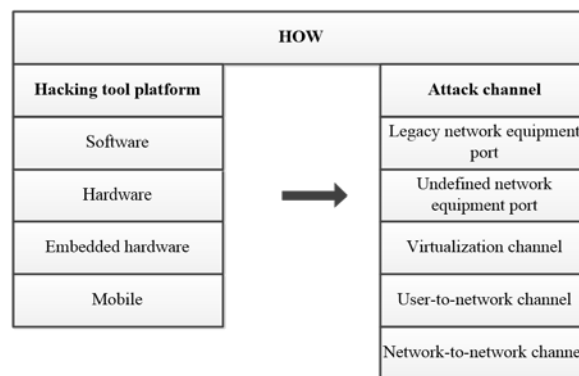 HOW
Hacking tool platform
Attack channel
Software
Legacy network equipment
port
Hardware
Undefined network
equipment port
Embedded hardware
Virtualization channel
Mobile
User-to-network channel
Network-to-network channel